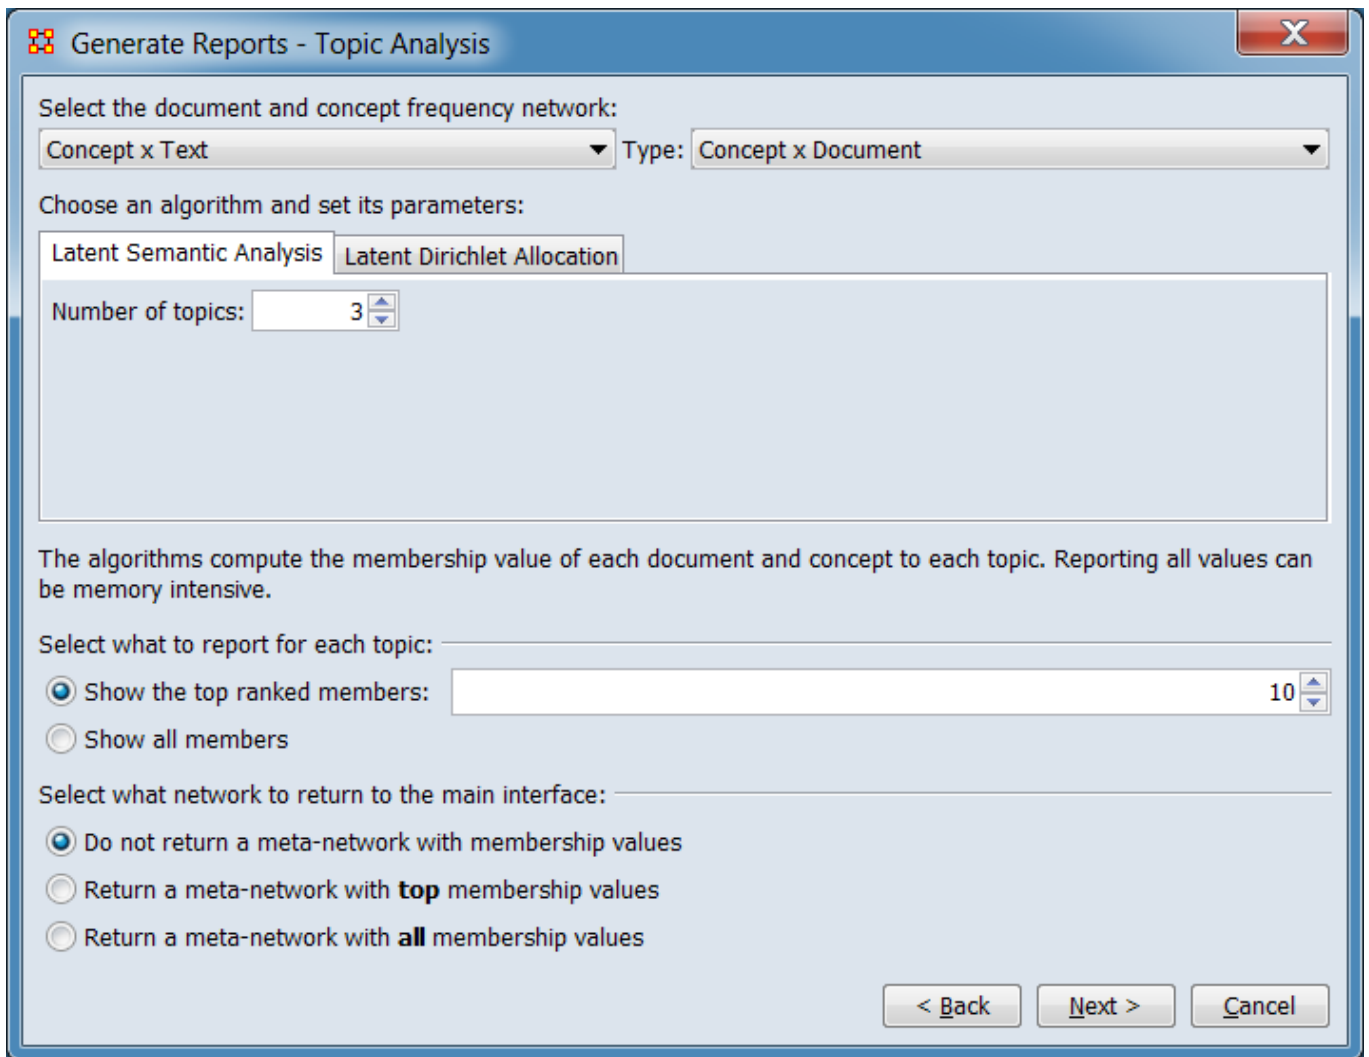 Generate Reports - Topic Analysis
X
Select the document and concept frequency network:
Concept x Text Type: Concept x Document
Choose an algorithm and set its parameters:
Latent Semantic Analysis Latent Dirichlet Allocation
Number of topics: 3
The algorithms compute the membership value of each document and concept to each topic. Reporting all values can
be memory intensive.
Select what to report for each topic:
Show the top ranked members: 10
Show all members
Select what network to return to the main interface:
Do not return a meta-network with membership values
Return a meta-network with top membership values
Return a meta-network with all membership values
< Back Next > Cancel